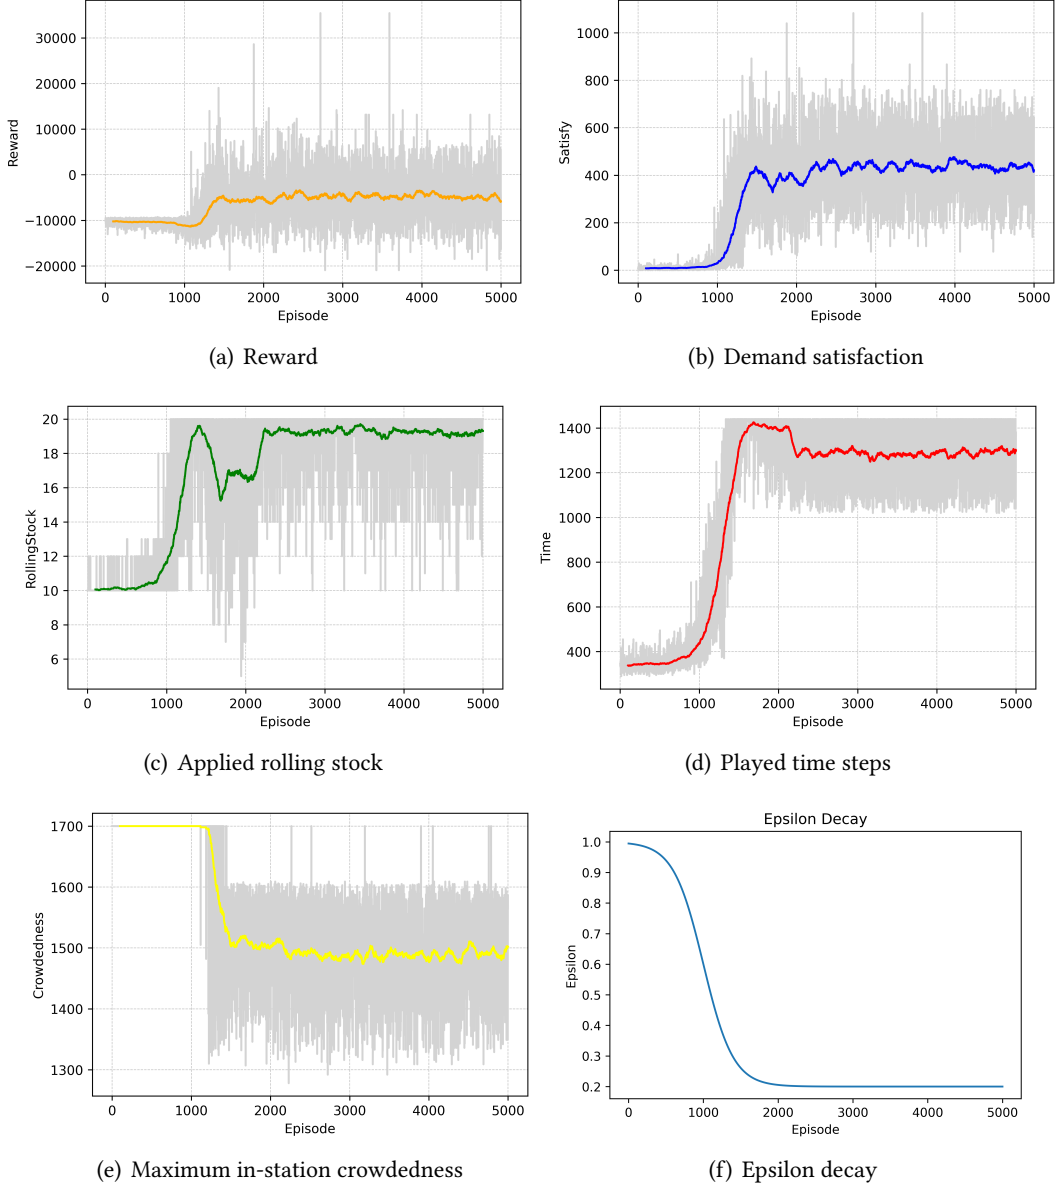 30000
20000
10000
0
−10000
−20000
Reward
0 1000 2000 3000 4000 5000
Episode
(a) Reward
1000
800
600
400
200
0
Satisfy
0 1000 2000 3000 4000 5000
Episode
(b) Demand satisfaction
20
18
16
14
12
10
8
6
RollingStock
0 1000 2000 3000 4000 5000
Episode
(c) Applied rolling stock
1400
1200
1000
800
600
400
Time
0 1000 2000 3000 4000 5000
Episode
(d) Played time steps
1700
1600
1500
1400
1300
Crowdedness
0 1000 2000 3000 4000 5000
Episode
(e) Maximum in-station crowdedness
Epsilon Decay
1.0
0.9
0.8
0.7
0.6
0.5
0.4
0.3
0.2
Epsilon
0 1000 2000 3000 4000 5000
Episode
(f) Epsilon decay